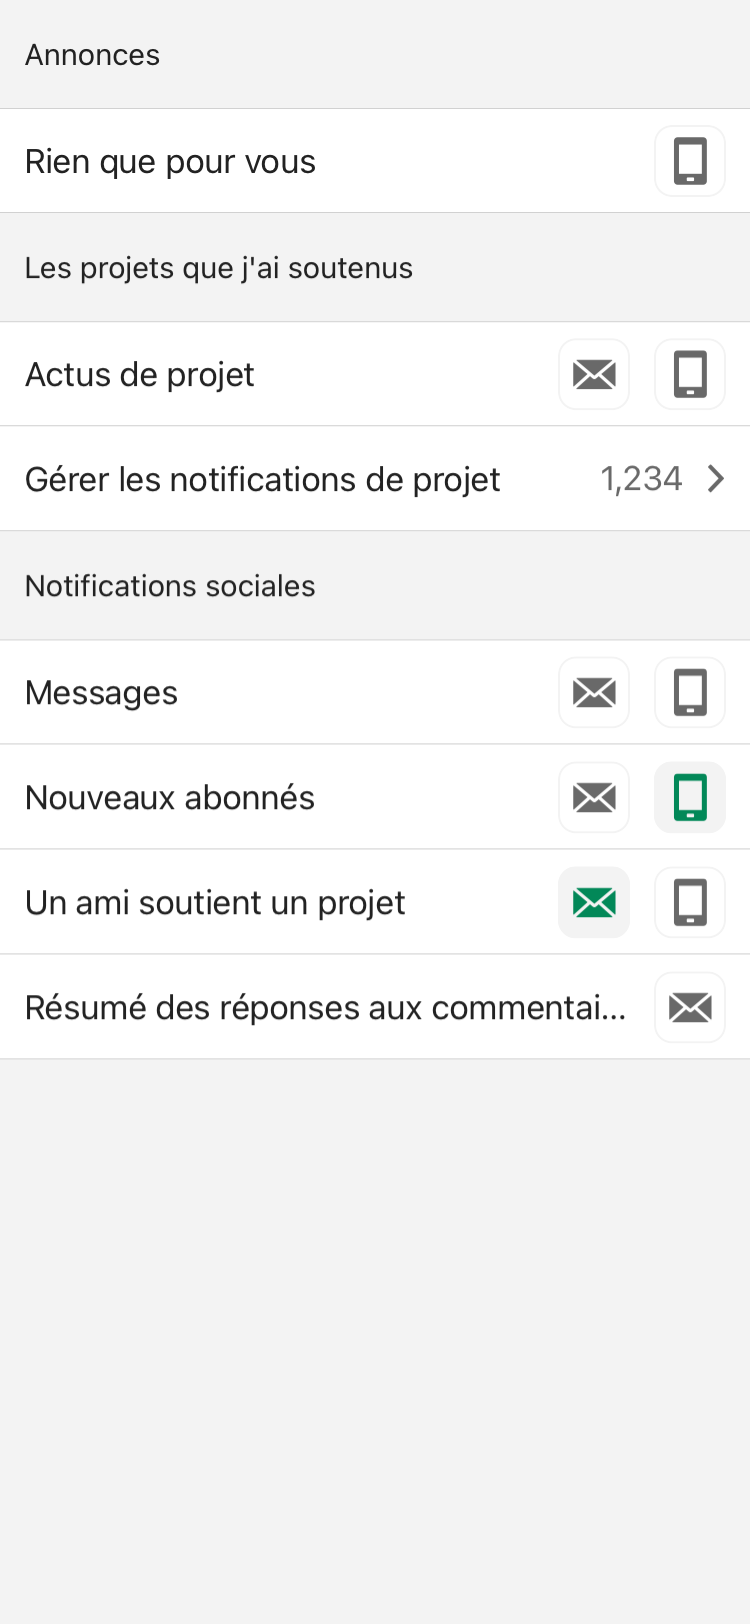 Annonces
Rien que pour vous
Les projets que j'ai soutenus
Actus de projet
Gérer les notifications de projet 1,234
Notifications sociales
Messages
Nouveaux abonnés
Un ami soutient un projet
Résumé des réponses aux commentai...